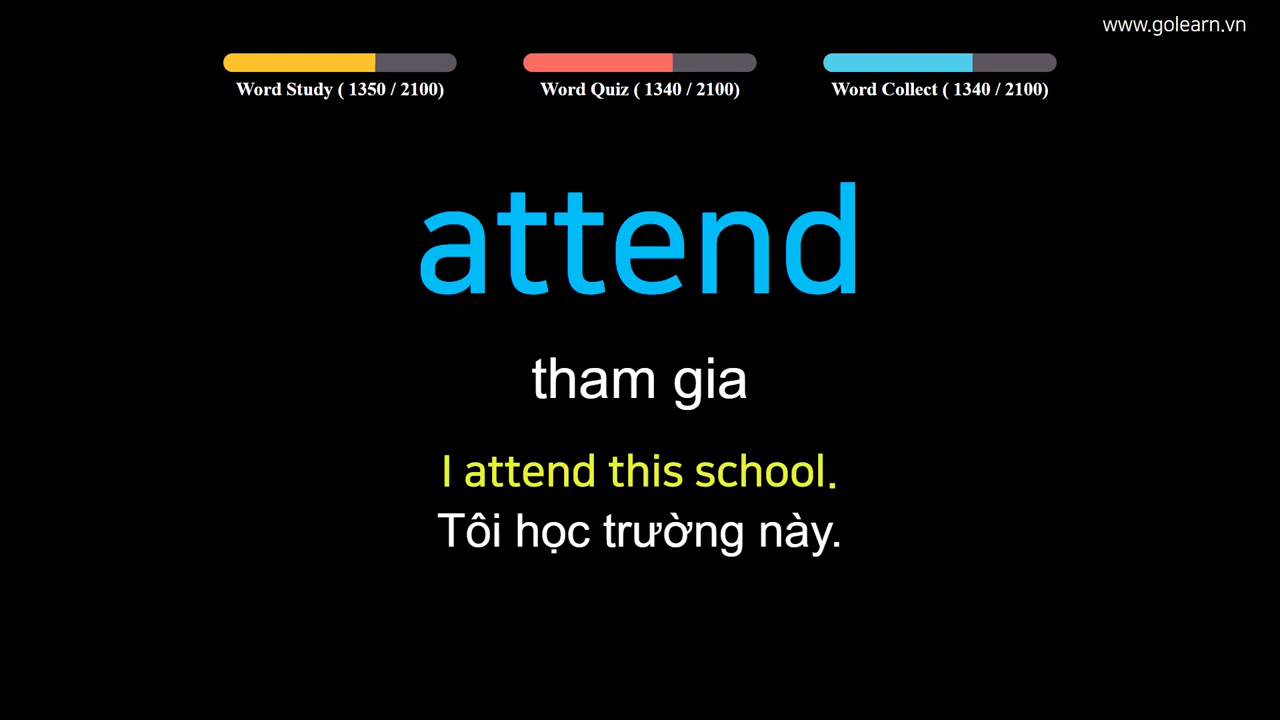 www.golearn.vn
Word Study ( 1350 / 2100)
Word Quiz ( 1340 / 2100)
Word Collect ( 1340 / 2100)
attend
tham gia
I attend this school.
Tôi học trường này.